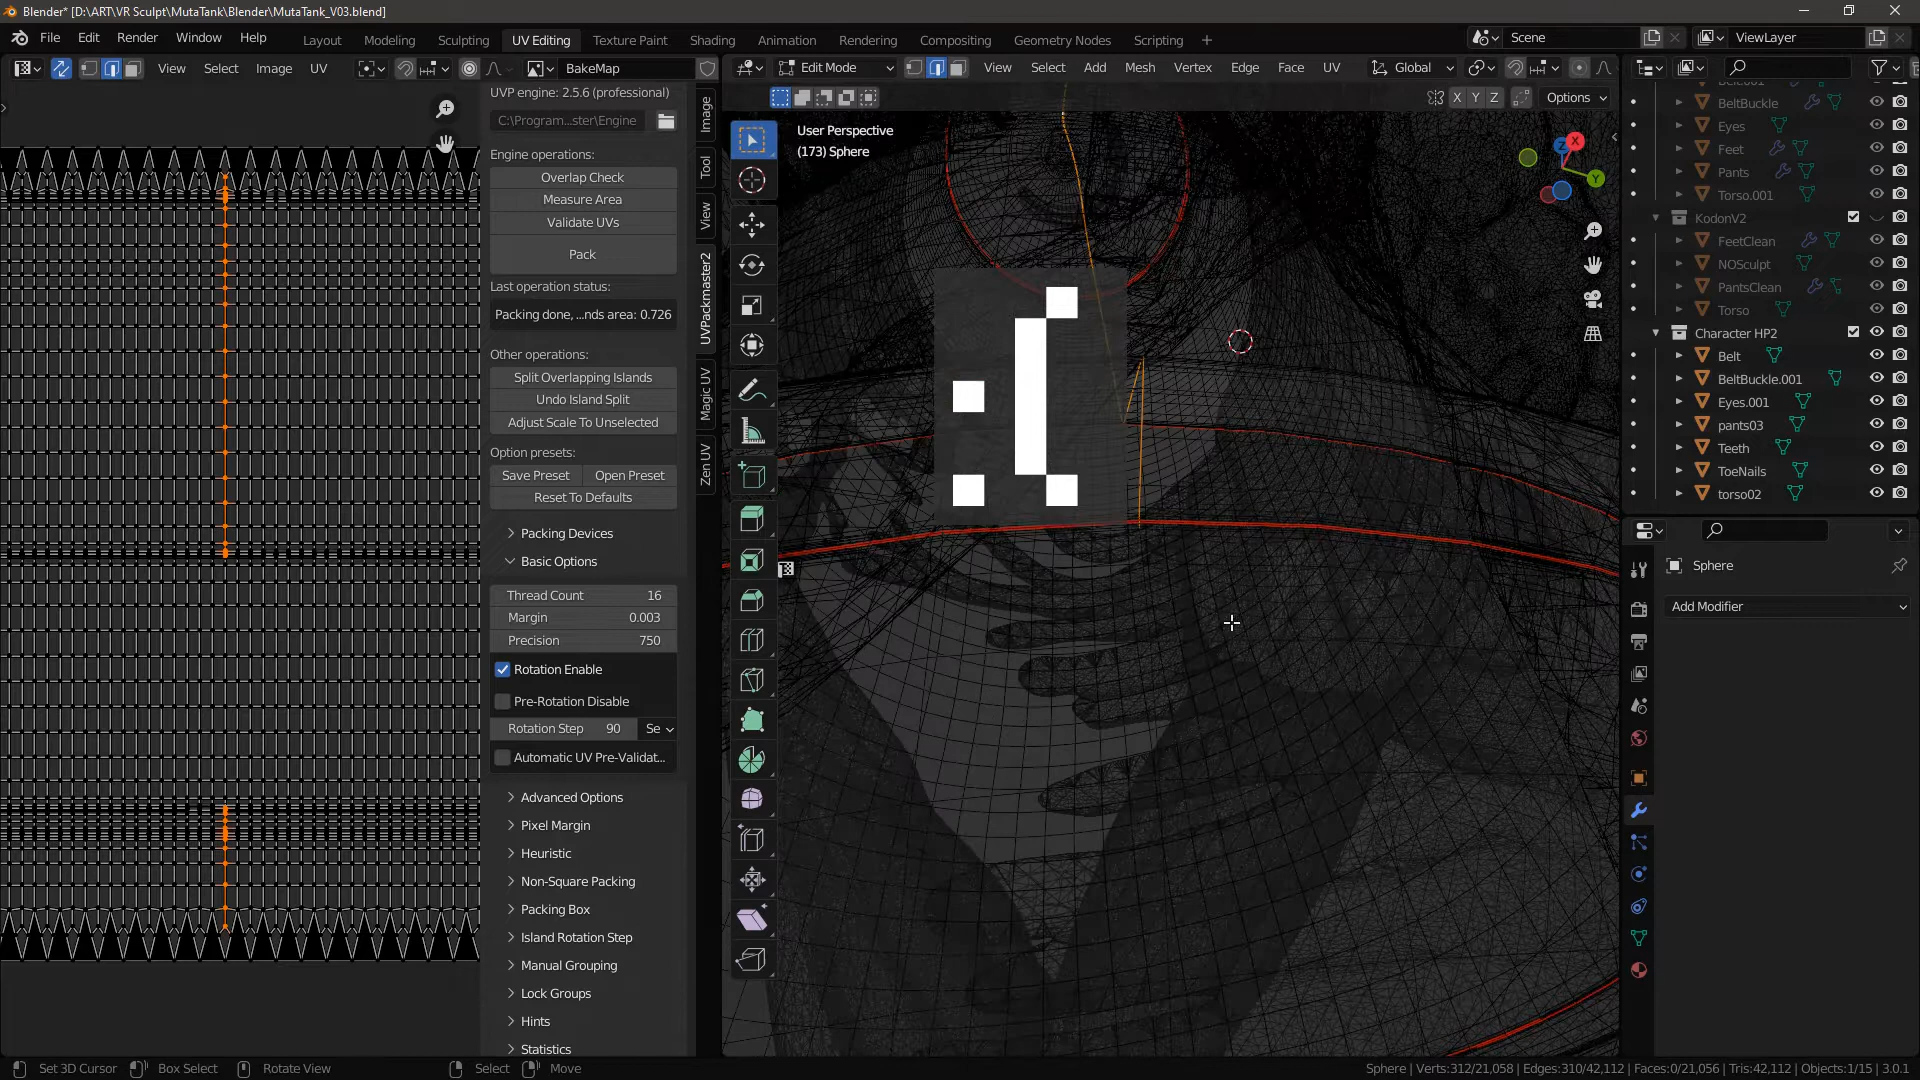 Blender* [D:\ART\VR Sculpt\MutaTank\Blender\MutaTank_V03.blend]
File Edit Render Window Help
Layout Modeling Sculpting UV Editing Texture Paint Shading Animation Rendering Compositing Geometry Nodes Scripting +
Scene
ViewLayer
View Select Image UV
BakeMap
Edit Mode
View Select Add Mesh Vertex Edge Face UV
Global
X Y Z
Options
UVP engine: 2.5.6 (professional)
C:\Program...ster\Engine
Engine operations:
Overlap Check
Measure Area
Validate UVs
Pack
Last operation status:
Packing done, ...nds area: 0.726
Other operations:
Split Overlapping Islands
Undo Island Split
Adjust Scale To Unselected
Option presets:
Save Preset Open Preset
Reset To Defaults
Packing Devices
Basic Options
Thread Count 16
Margin 0.003
Precision 750
Rotation Enable
Pre-Rotation Disable
Rotation Step 90 Se
Automatic UV Pre-Validat...
Advanced Options
Pixel Margin
Heuristic
Non-Square Packing
Packing Box
Island Rotation Step
Manual Grouping
Lock Groups
Hints
Statistics
Image
Tool
View
UVPackmaster2
Magic UV
Zen UV
User Perspective
(173) Sphere
Z
X
Y
BeltBuckle
Eyes
Feet
Pants
Torso.001
KodonV2
FeetClean
NOSculpt
PantsClean
Torso
Character HP2
Belt
BeltBuckle.001
Eyes.001
pants03
Teeth
ToeNails
torso02
Sphere
Add Modifier
Set 3D Cursor Box Select Rotate View Select Move
Sphere | Verts:312/21,058 | Edges:310/42,112 | Faces:0/21,056 | Tris:42,112 | Objects:1/15 | 3.0.1